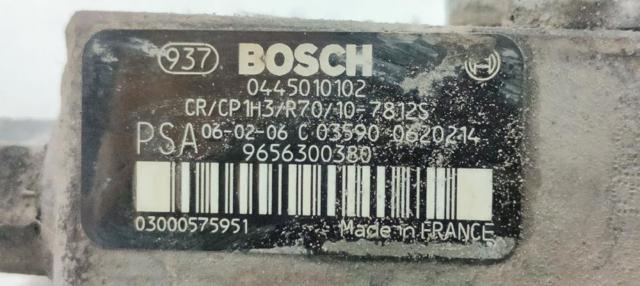 937 BOSCH
0445010102
CR/CP1H3/R70/10-7812S
PSA 06-02-06 C 03590 0620214
9656300380
03000575951 Made in FRANCE